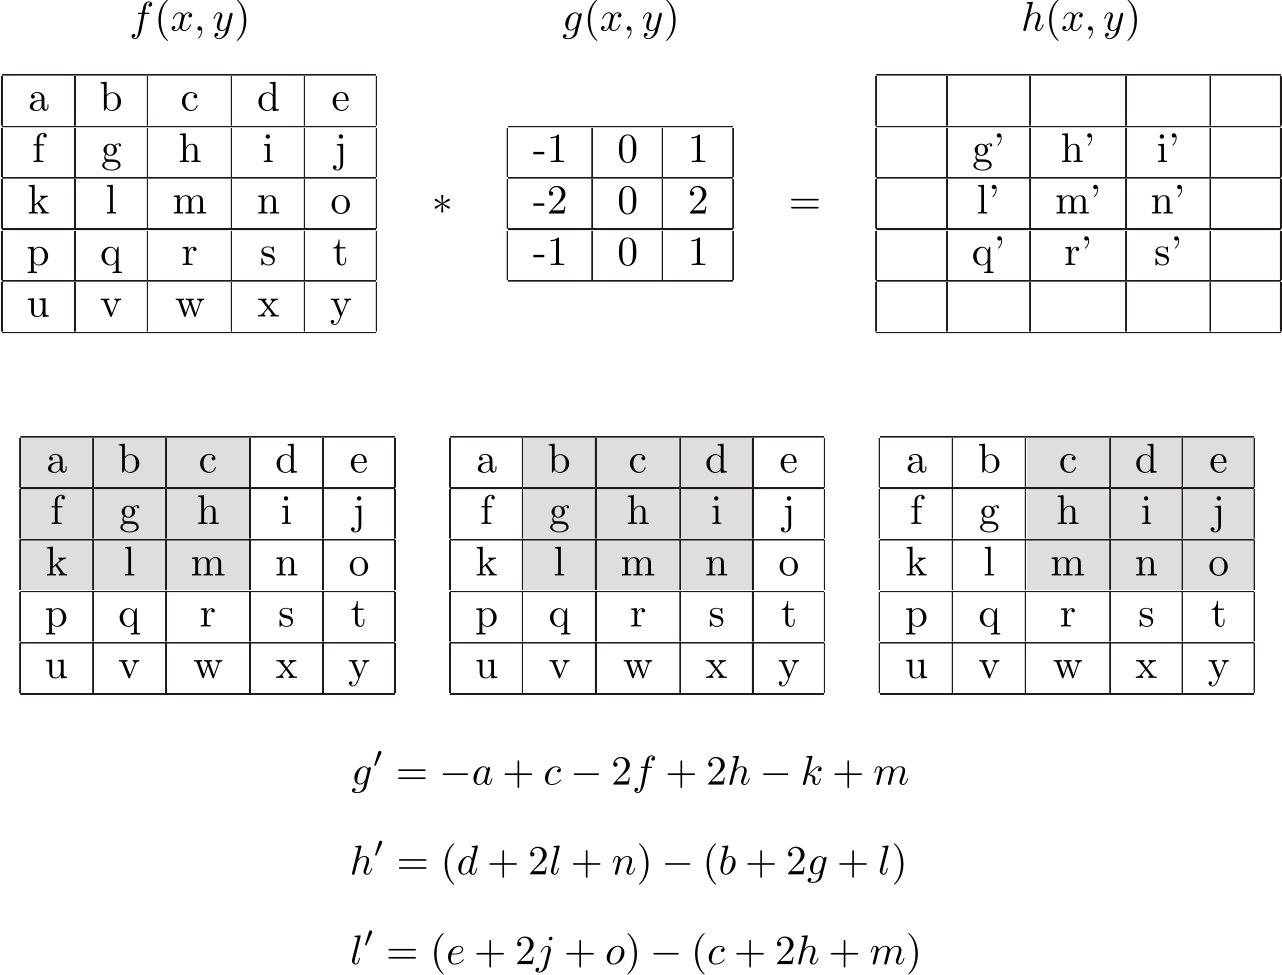 f(x, y) g(x, y) h(x, y)
a b c d e
f g h i j -1 0 1 g’ h’ i’
k l m n o * -2 0 2 = l’ m’ n’
p q r s t -1 0 1 q’ r’ s’
u v w x y
a b c d e a b c d e a b c d e
f g h i j f g h i j f g h i j
k l m n o k l m n o k l m n o
p q r s t p q r s t p q r s t
u v w x y u v w x y u v w x y
g′ = −a + c − 2f + 2h − k + m
h′ = (d + 2l + n) − (b + 2g + l)
l′ = (e + 2j + o) − (c + 2h + m)